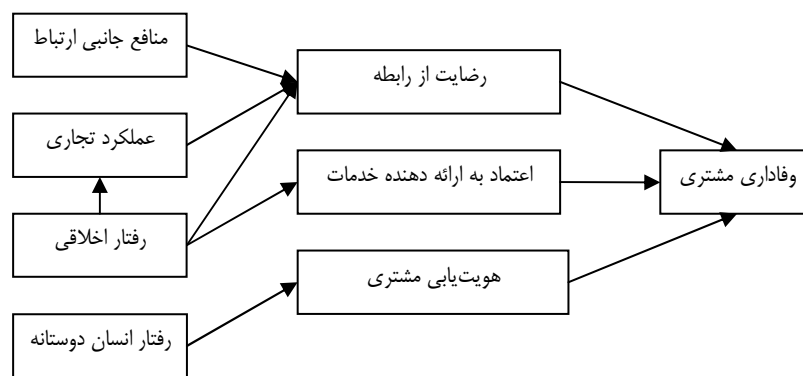 منافع جانبی ارتباط
رضایت از رابطه
عملکرد تجاری
اعتماد به ارائه دهنده خدمات
وفاداری مشتری
رفتار اخلاقی
هویت‌یابی مشتری
رفتار انسان دوستانه